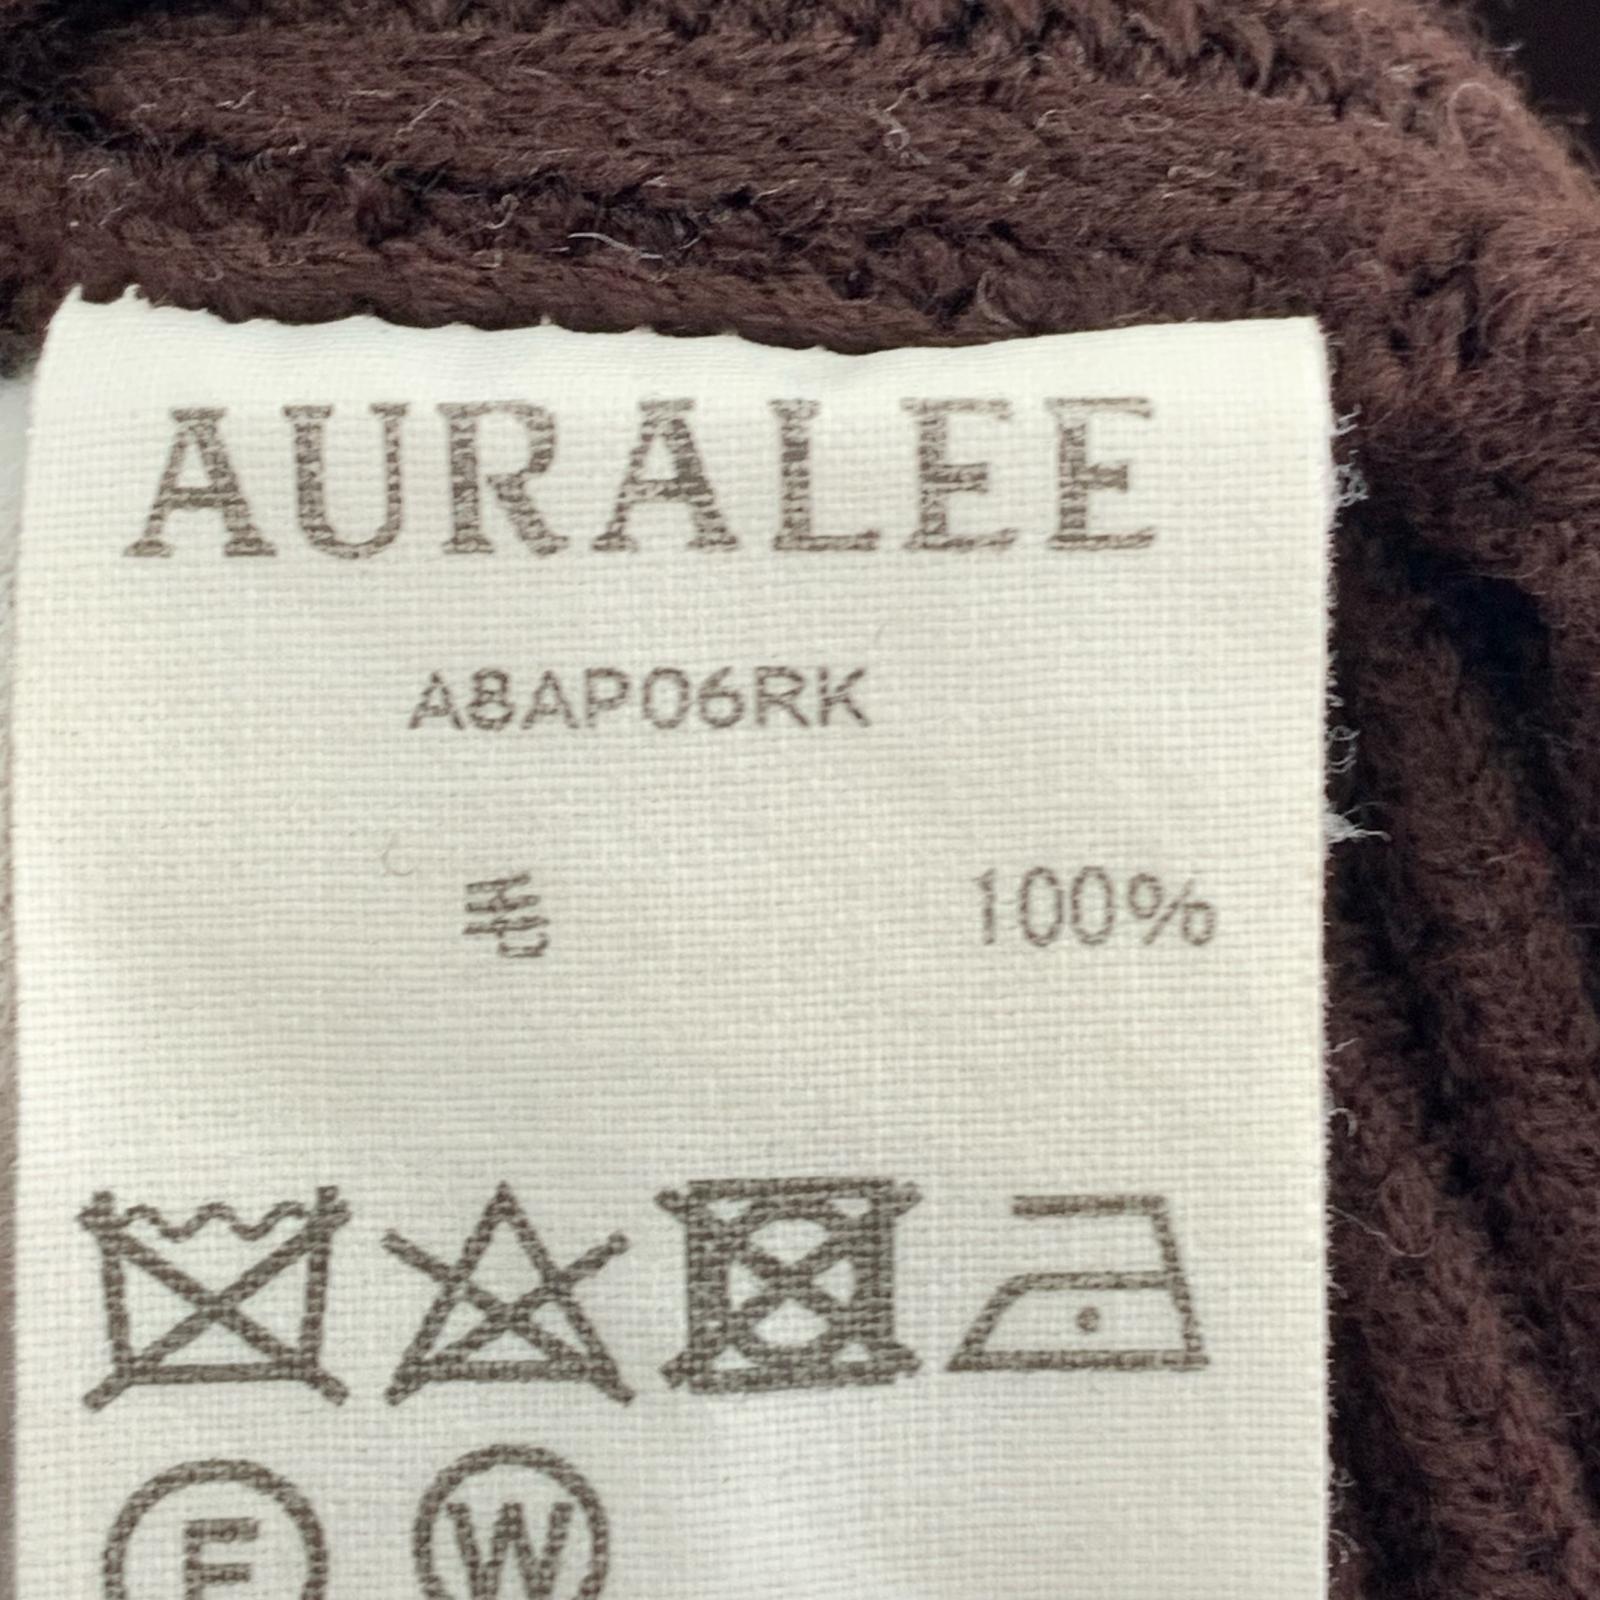 AURALEE
A8AP06RK
毛 100%
F W